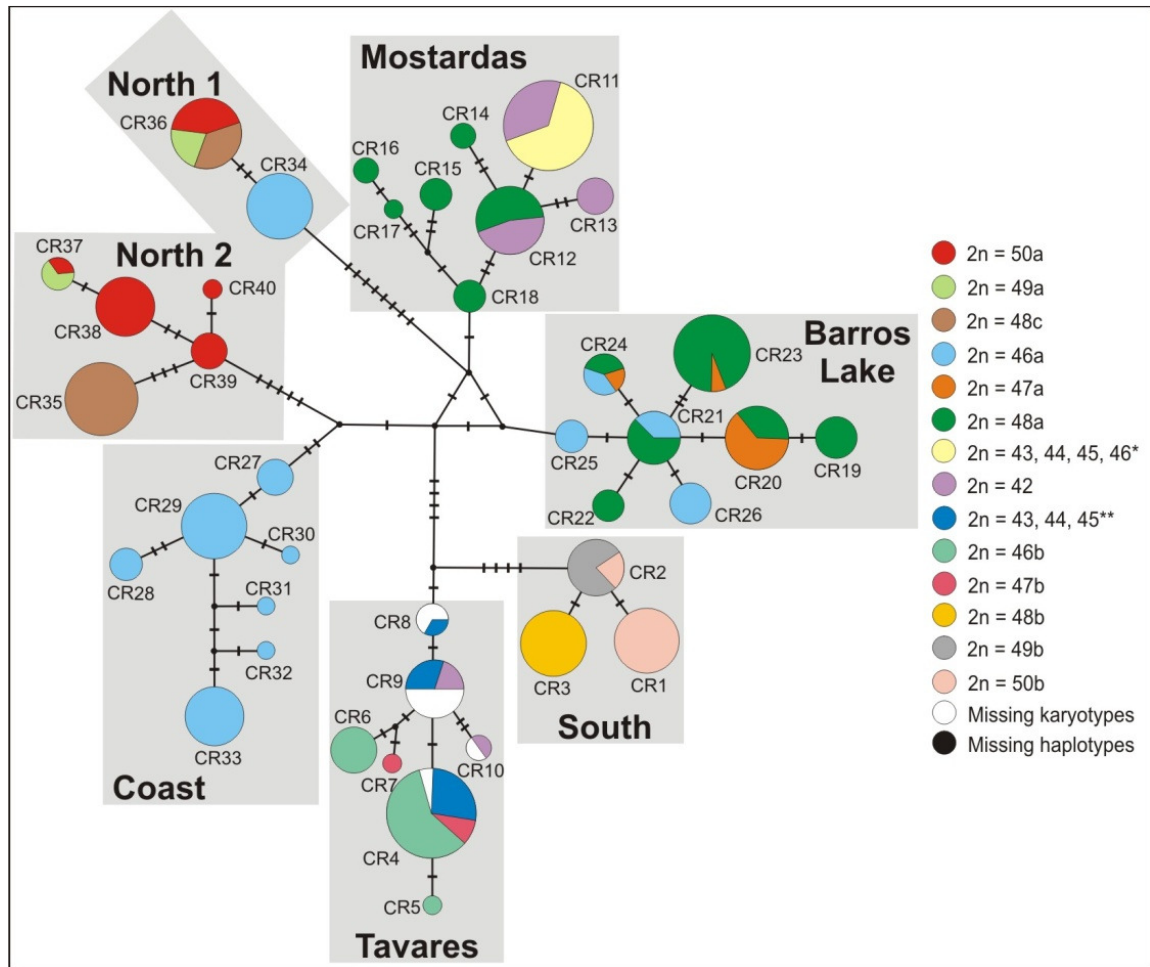 North 1
CR36
CR34
Mostardas
CR11
CR14
CR16
CR15
CR17
CR13
CR12
CR18
North 2
CR37
CR40
CR38
CR39
CR35
Barros
Lake
CR24
CR23
CR21
CR25
CR20
CR19
CR22
CR26
CR27
CR29
CR30
CR28
CR31
CR32
CR33
Coast
CR2
CR3
CR1
South
CR8
CR9
CR6
CR10
CR7
CR4
CR5
Tavares
2n = 50a
2n = 49a
2n = 48c
2n = 46a
2n = 47a
2n = 48a
2n = 43, 44, 45, 46*
2n = 42
2n = 43, 44, 45**
2n = 46b
2n = 47b
2n = 48b
2n = 49b
2n = 50b
Missing karyotypes
Missing haplotypes